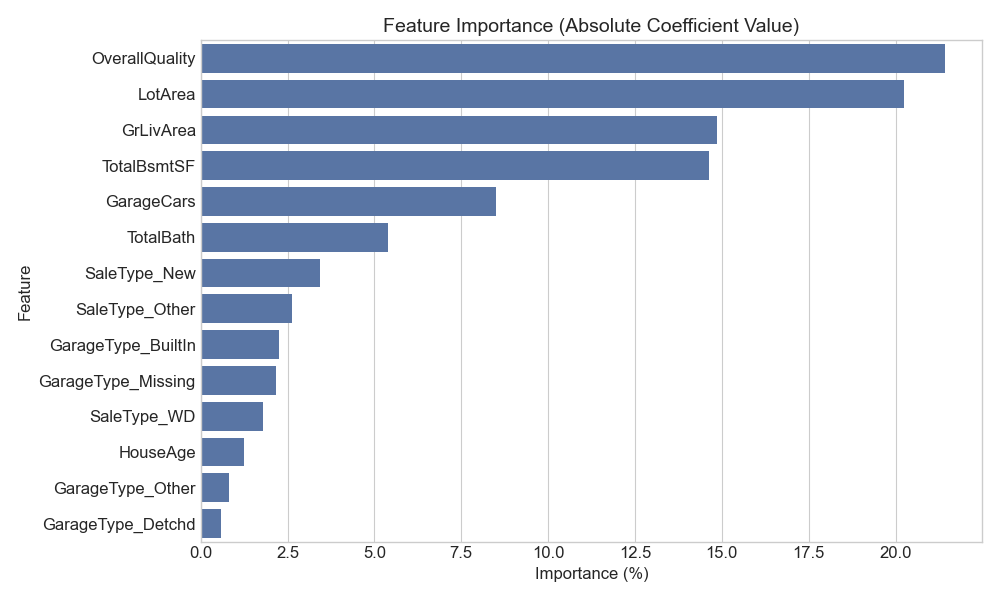 Feature Importance (Absolute Coefficient Value)
OverallQuality
LotArea
GrLivArea
TotalBsmtSF
GarageCars
TotalBath
SaleType_New
SaleType_Other
GarageType_BuiltIn
GarageType_Missing
SaleType_WD
HouseAge
GarageType_Other
GarageType_Detchd
Feature
0.0 2.5 5.0 7.5 10.0 12.5 15.0 17.5 20.0
Importance (%)